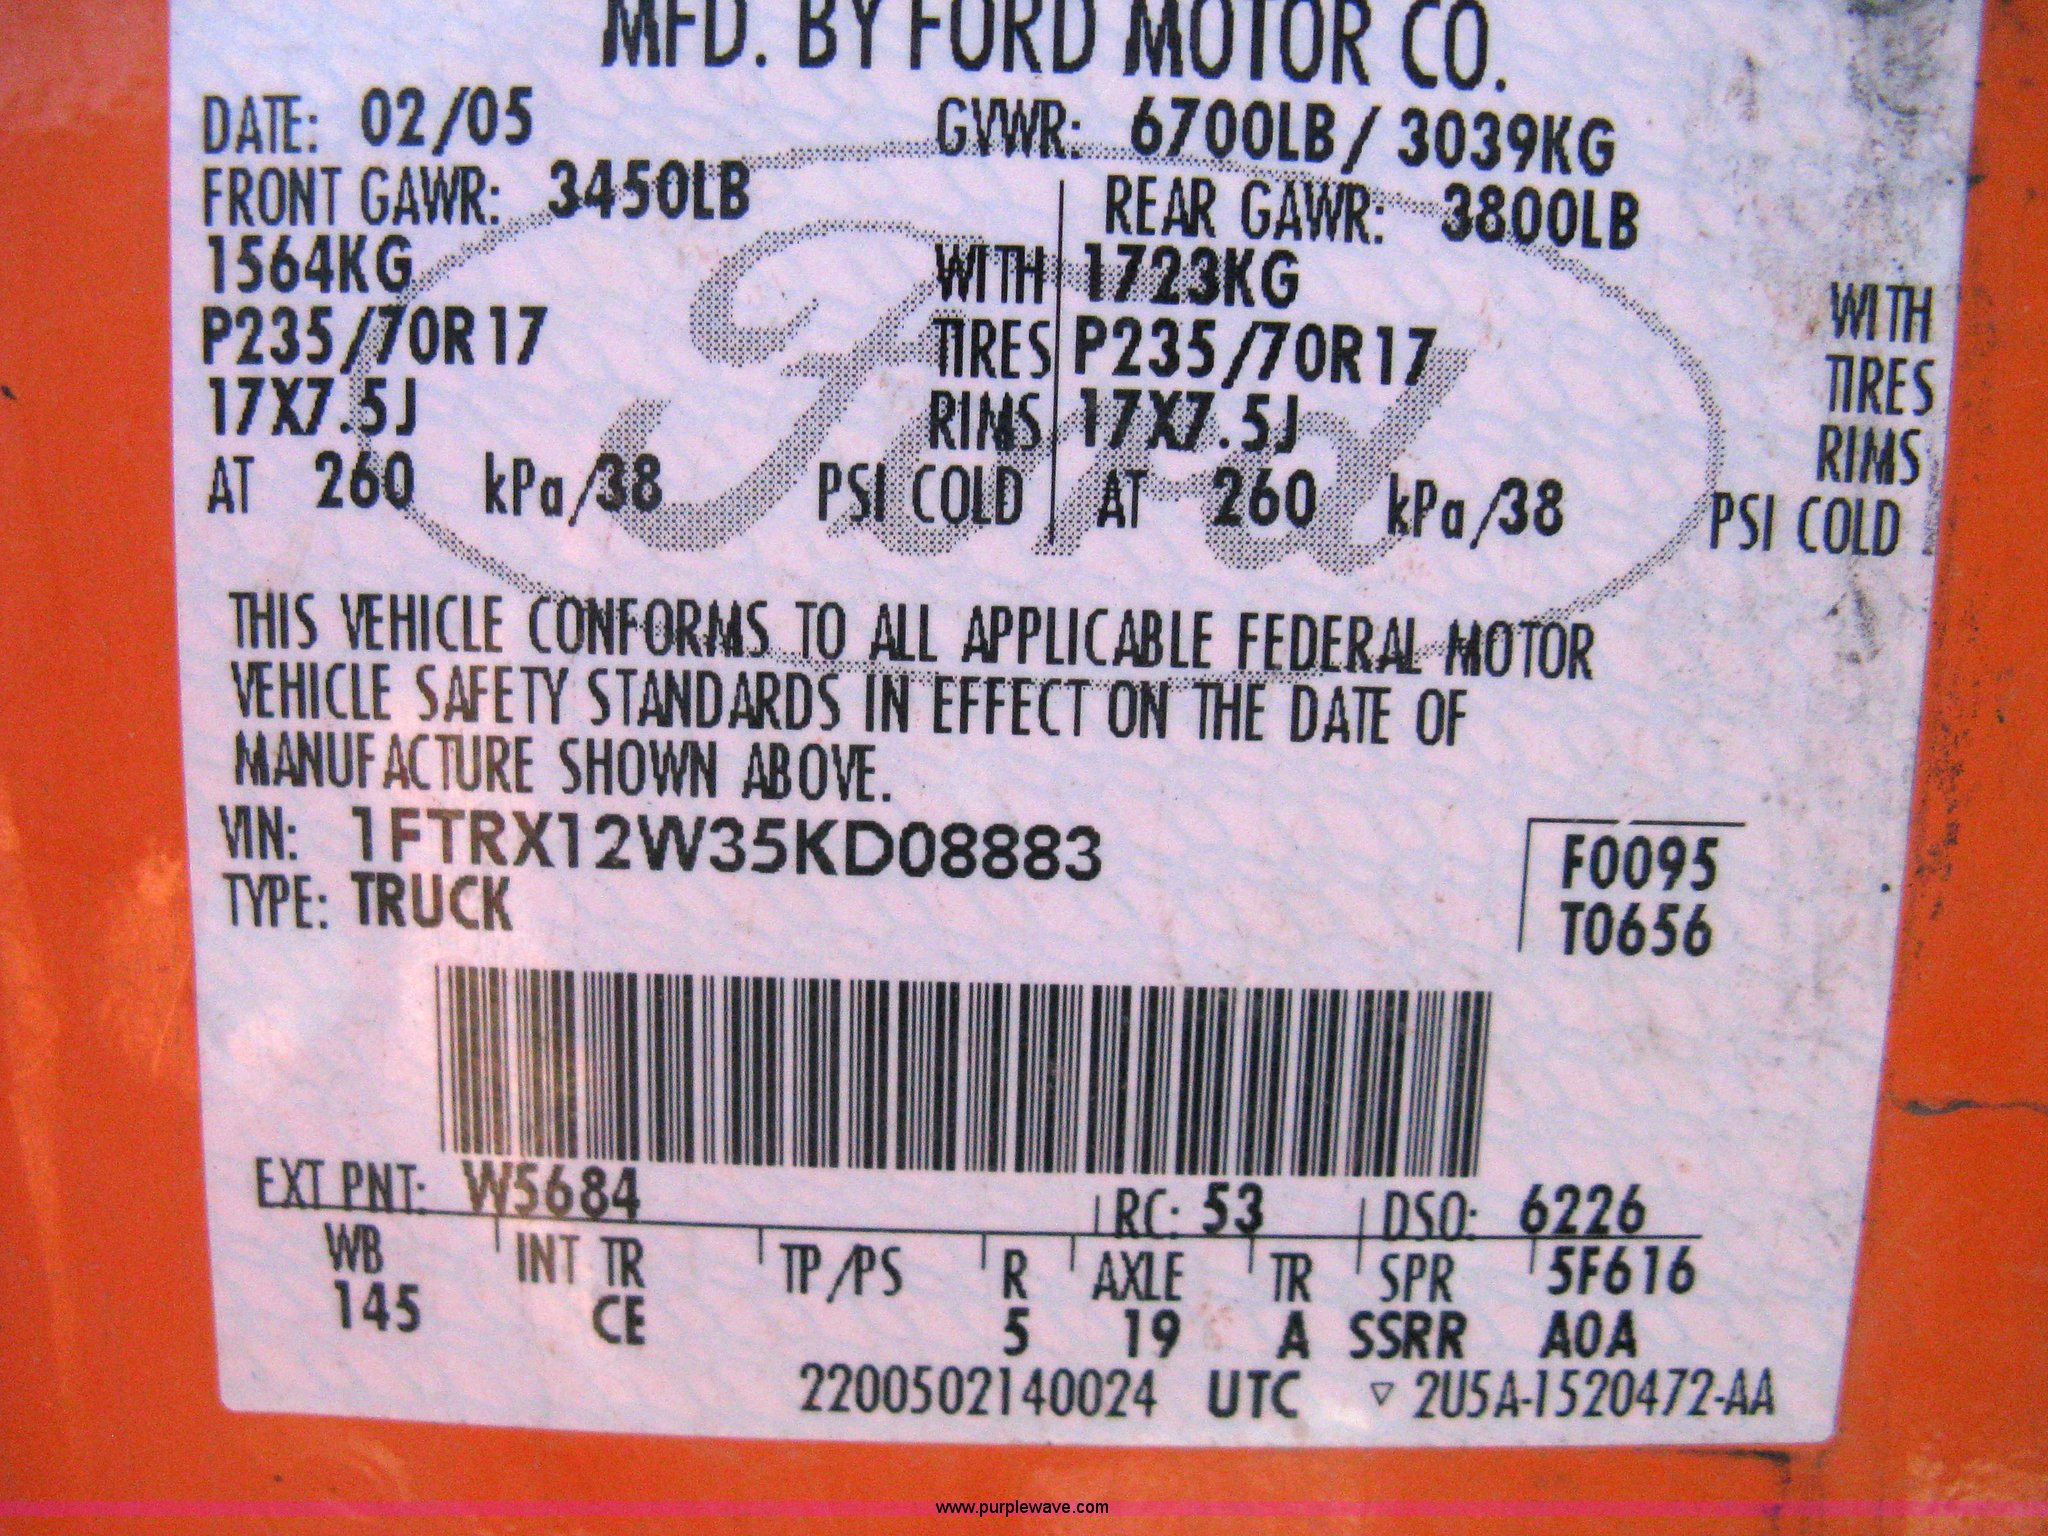 MFD. BY FORD MOTOR CO.
DATE: 02/05 GVWR: 6700LB / 3039KG
FRONT GAWR: 3450LB REAR GAWR: 3800LB
1564KG WITH 1723KG WITH
P235/70R17 TIRES P235/70R17 TIRES
17X7.5J RIMS 17X7.5J RIMS
AT 260 kPa/38 PSI COLD AT 260 kPa/38 PSI COLD
Ford
THIS VEHICLE CONFORMS TO ALL APPLICABLE FEDERAL MOTOR
VEHICLE SAFETY STANDARDS IN EFFECT ON THE DATE OF
MANUFACTURE SHOWN ABOVE.
VIN: 1FTRX12W35KD08883 F0095
TYPE: TRUCK T0656
EXT PNT: W5684 RC: 53 DSO: 6226
WB INT TR TP/PS R AXLE TR SPR 5F616
145 CE 5 19 A SSRR A0A
2200502140024 UTC ▽ 2U5A-1520472-AA
www.purplewave.com